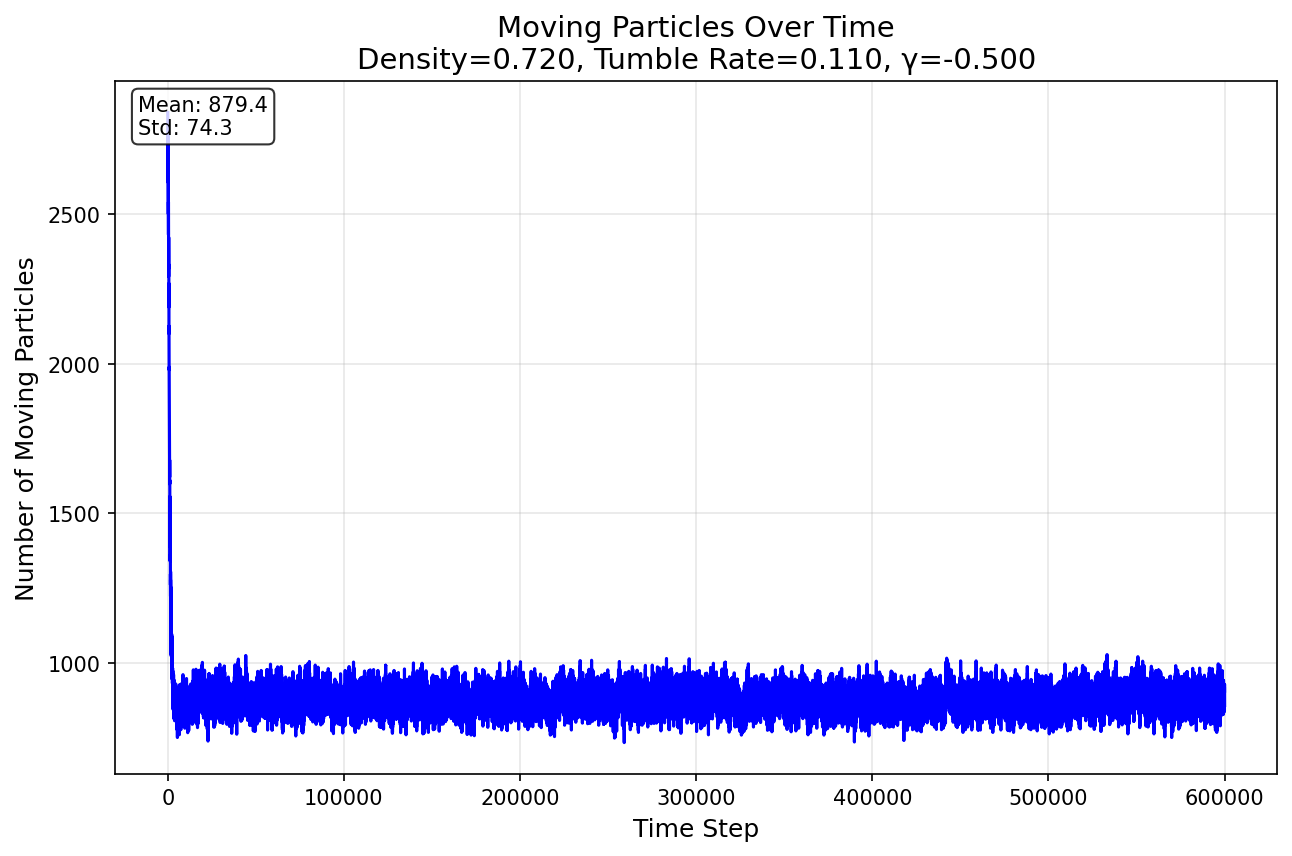 Moving Particles Over Time
Density=0.720, Tumble Rate=0.110, γ=-0.500
Mean: 879.4
Std: 74.3
Number of Moving Particles
2500
2000
1500
1000
0
100000
200000
300000
400000
500000
600000
Time Step